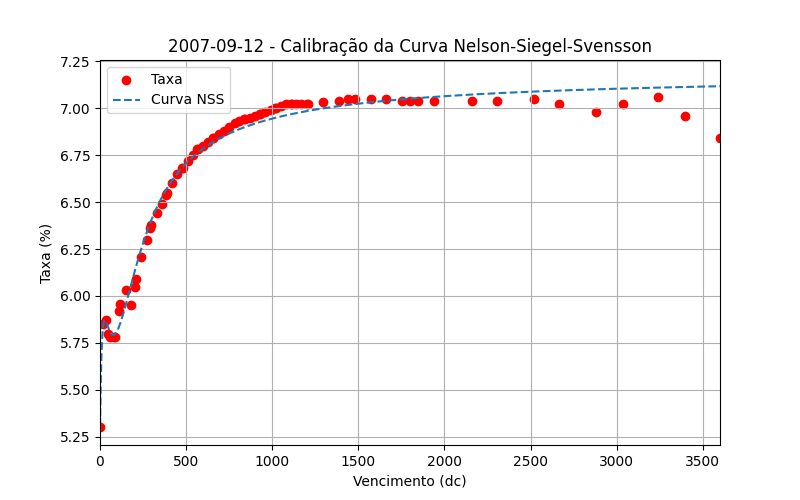 2007-09-12 - Calibração da Curva Nelson-Siegel-Svensson
Taxa
Curva NSS
Taxa (%)
7.25
7.00
6.75
6.50
6.25
6.00
5.75
5.50
5.25
0 500 1000 1500 2000 2500 3000 3500
Vencimento (dc)